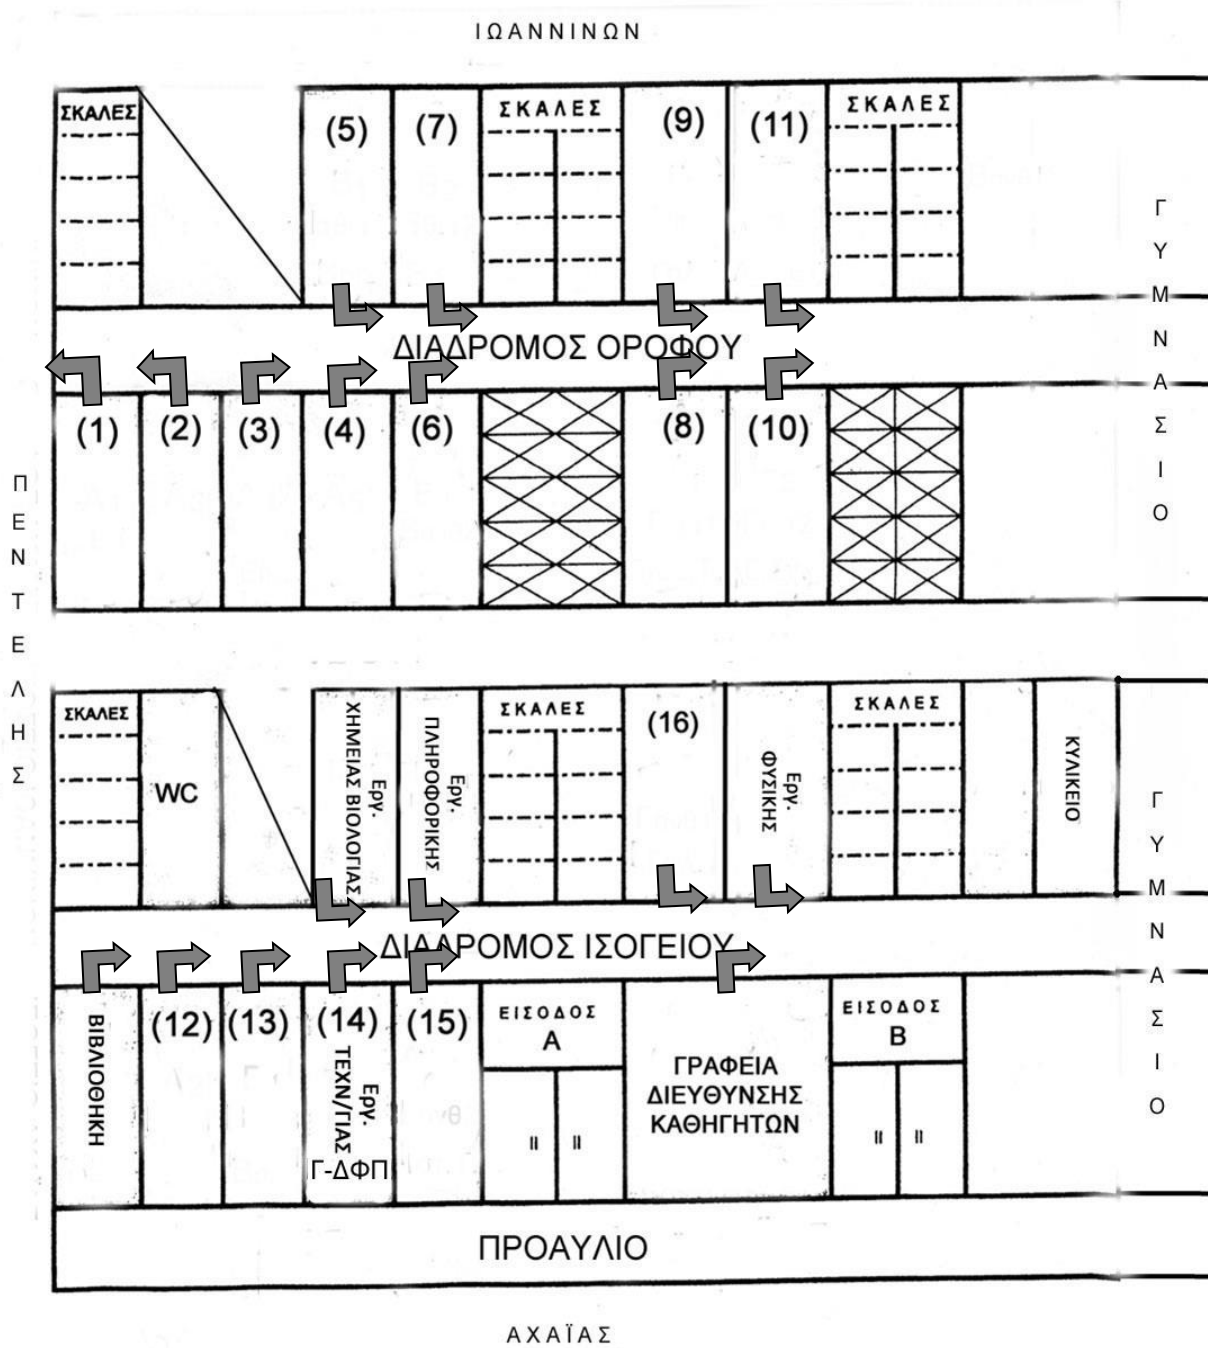 ΙΩΑΝΝΙΝΩΝ
ΣΚΑΛΕΣ
(5)
(7)
ΣΚΑΛΕΣ
(9)
(11)
ΣΚΑΛΕΣ
ΓΥΜΝΑΣΙΟ
ΔΙΑΔΡΟΜΟΣ ΟΡΟΦΟΥ
(1)
(2)
(3)
(4)
(6)
(8)
(10)
ΠΕΝΤΕΛΗΣ
ΣΚΑΛΕΣ
WC
Εργ.
ΧΗΜΕΙΑΣ ΒΙΟΛΟΓΙΑΣ
Εργ.
ΠΛΗΡΟΦΟΡΙΚΗΣ
ΣΚΑΛΕΣ
(16)
Εργ.
ΦΥΣΙΚΗΣ
ΣΚΑΛΕΣ
ΚΥΛΙΚΕΙΟ
ΓΥΜΝΑΣΙΟ
ΔΙΑΔΡΟΜΟΣ ΙΣΟΓΕΙΟΥ
ΒΙΒΛΙΟΘΗΚΗ
(12)
(13)
(14)
Εργ.
ΤΕΧΝ/ΓΙΑΣ
Γ-ΔΦΠ
(15)
ΕΙΣΟΔΟΣ
Α
ΓΡΑΦΕΙΑ
ΔΙΕΥΘΥΝΣΗΣ
ΚΑΘΗΓΗΤΩΝ
ΕΙΣΟΔΟΣ
Β
ΠΡΟΑΥΛΙΟ
ΑΧΑΪΑΣ